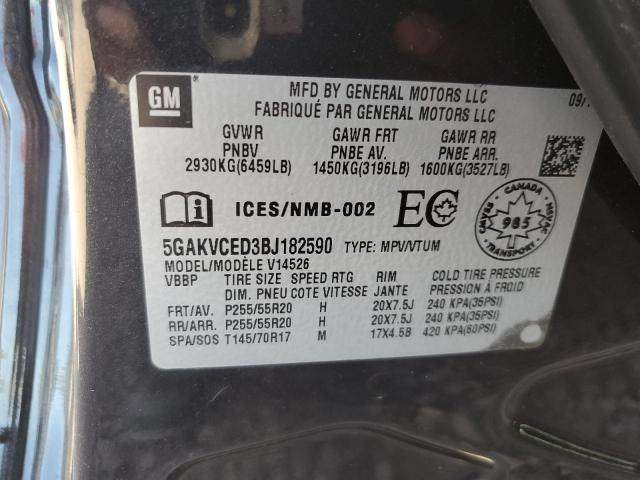 GM
MFD BY GENERAL MOTORS LLC
FABRIQUÉ PAR GENERAL MOTORS LLC
09/
GVWR GAWR FRT GAWR RR
PNBV PNBE AV. PNBE ARR.
2930KG(6459LB) 1450KG(3196LB) 1600KG(3527LB)
ICES/NMB-002 EC
CANADA
985
TRANSPORT
CMVSS
NSVAC
5GAKVCED3BJ182590 TYPE: MPV/VTUM
MODEL/MODÈLE V14526
VBBP TIRE SIZE SPEED RTG RIM COLD TIRE PRESSURE
DIM. PNEU COTE VITESSE JANTE PRESSION À FROID
FRT/AV. P255/55R20 H 20X7.5J 240 KPA(35PSI)
RR/ARR. P255/55R20 H 20X7.5J 240 KPA(35PSI)
SPA/SOS T145/70R17 M 17X4.5B 420 KPA(60PSI)